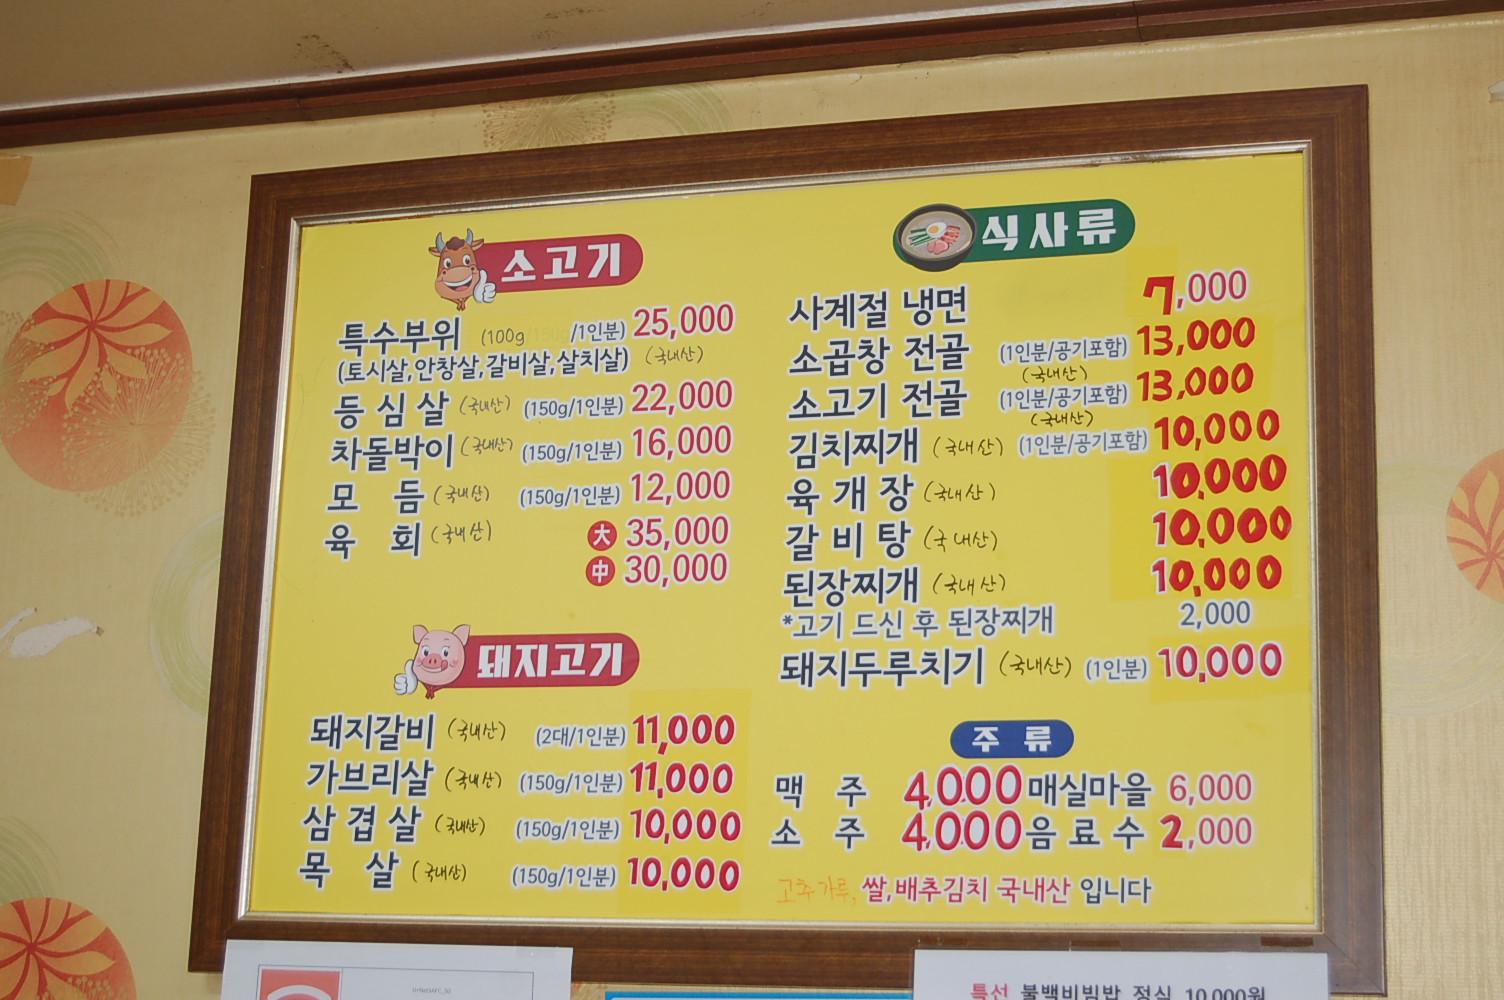 소고기
특수부위 (100g/150g/1인분) 25,000
(토시살,안창살,갈비살,살치살) (국내산)
등심살 (국내산) (150g/1인분) 22,000
차돌박이 (국내산) (150g/1인분) 16,000
모듬 (국내산) (150g/1인분) 12,000
육회 (국내산) 大 35,000
中 30,000
돼지고기
돼지갈비 (국내산) (2대/1인분) 11,000
가브리살 (국내산) (150g/1인분) 11,000
삼겹살 (국내산) (150g/1인분) 10,000
목살 (국내산) (150g/1인분) 10,000
식사류
사계절 냉면 7,000
소곱창 전골 (1인분/공기포함) 13,000
(국내산)
소고기 전골 (1인분/공기포함) 13,000
(국내산)
김치찌개 (국내산) (1인분/공기포함) 10,000
육개장 (국내산) 10,000
갈비탕 (국내산) 10,000
된장찌개 (국내산) 10,000
*고기 드신 후 된장찌개 2,000
돼지두루치기 (국내산) (1인분) 10,000
주류
맥주 4,000 매실마을 6,000
소주 4,000 음료수 2,000
고추가루, 쌀,배추김치 국내산 입니다
특선 불백비빔밥 정식 10,000원